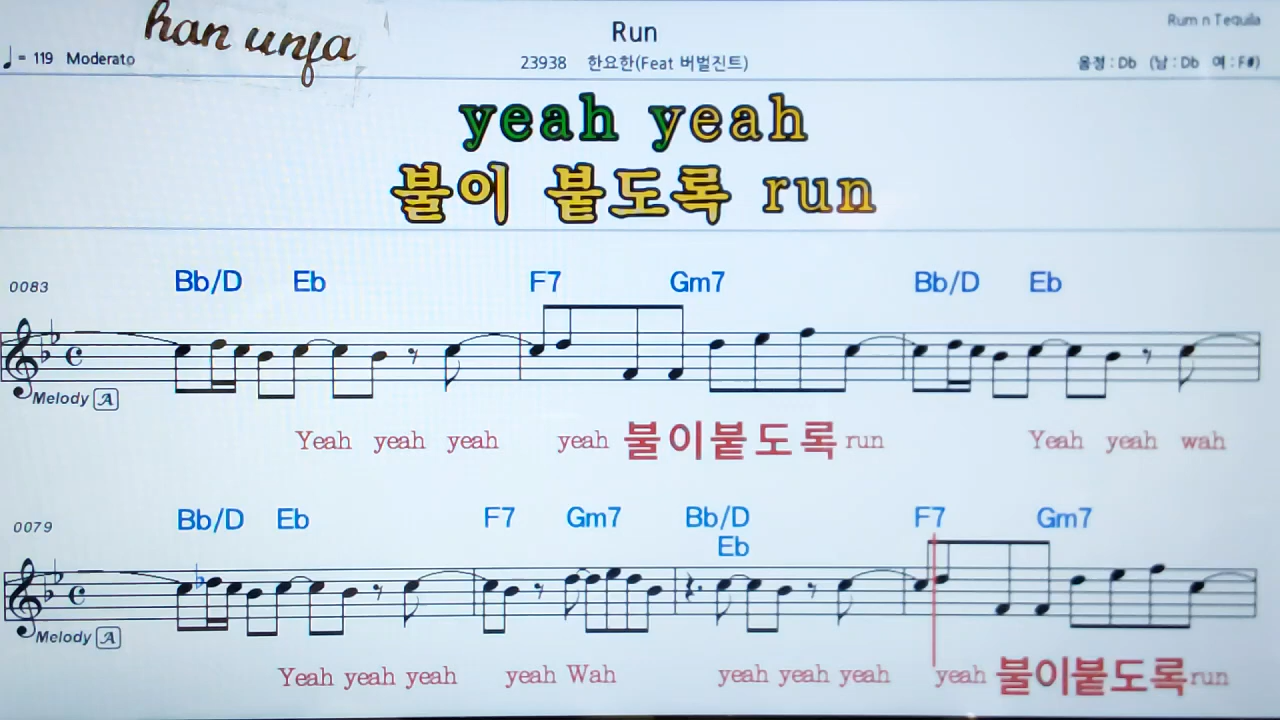 han unja
Run
Rum n Tequila
♩= 119 Moderato
23938 한요한(Feat 버벌진트)
음정 : Db (남 : Db 여 : F#)
yeah yeah
불이 붙도록 run
0083 Bb/D Eb F7 Gm7 Bb/D Eb
Melody A
Yeah yeah yeah yeah 불이붙도록 run Yeah yeah wah
0079 Bb/D Eb F7 Gm7 Bb/D Eb F7 Gm7
Melody A
Yeah yeah yeah yeah Wah yeah yeah yeah yeah 불이붙도록run